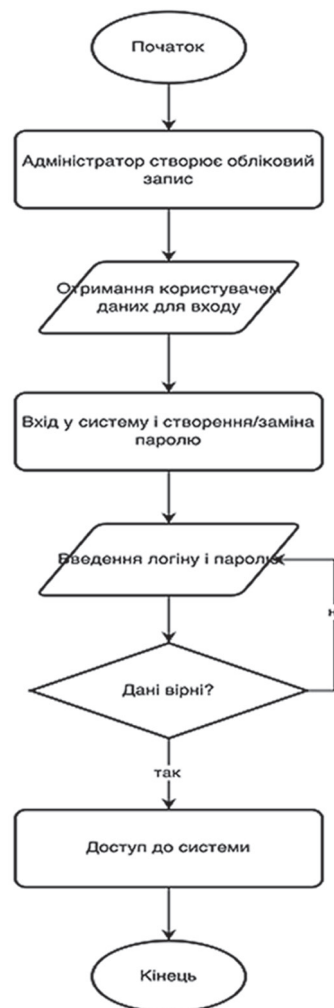 Початок
Адміністратор створює обліковий
запис
Отримання користувачем
даних для входу
Вхід у систему і створення/заміна
паролю
Введення логіну і паролю
Дані вірні?
так
Доступ до системи
Кінець